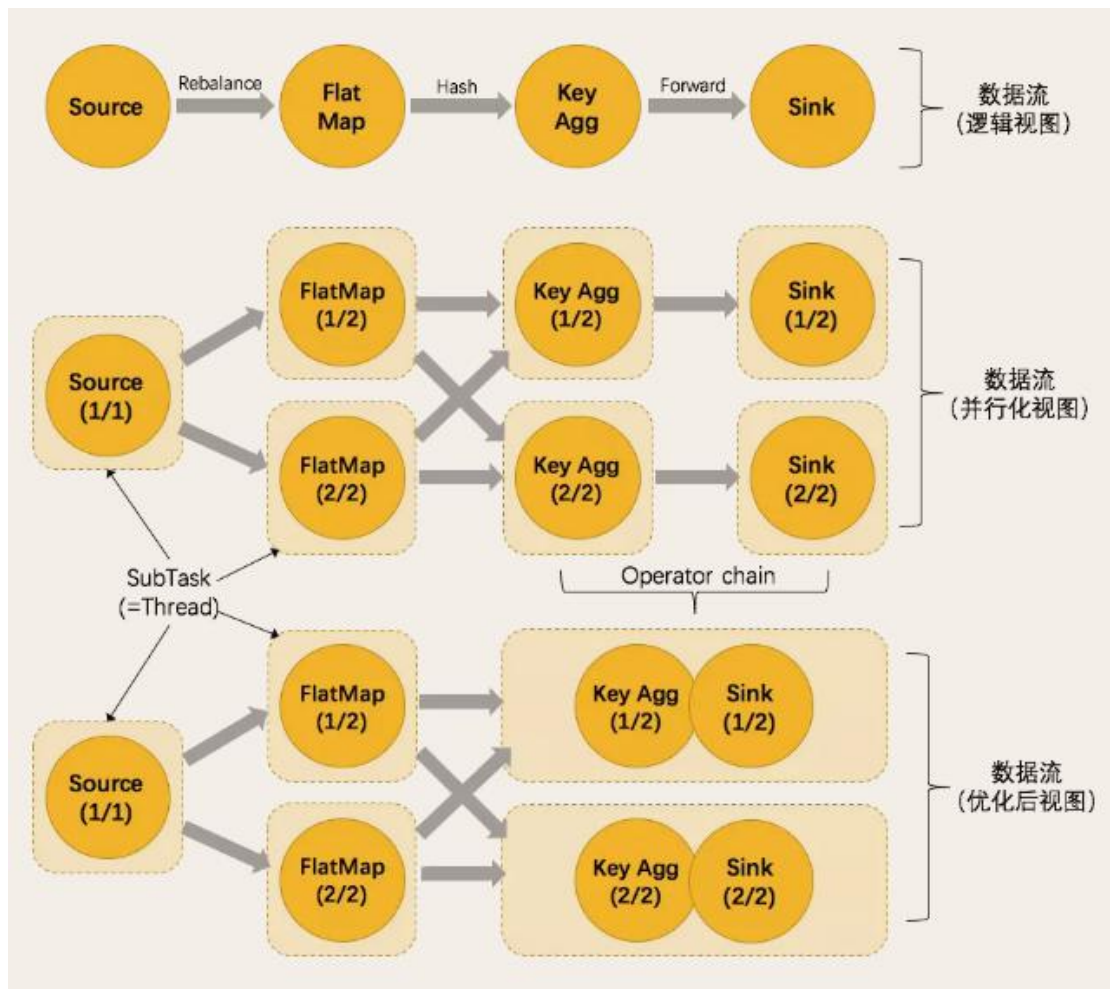 Source
Rebalance
Flat
Map
Hash
Key
Agg
Forward
Sink
数据流
(逻辑视图)
FlatMap
(1/2)
Key Agg
(1/2)
Sink
(1/2)
Source
(1/1)
数据流
(并行化视图)
FlatMap
(2/2)
Key Agg
(2/2)
Sink
(2/2)
SubTask
(=Thread)
Operator chain
FlatMap
(1/2)
Key Agg
(1/2)
Sink
(1/2)
Source
(1/1)
数据流
(优化后视图)
FlatMap
(2/2)
Key Agg
(2/2)
Sink
(2/2)